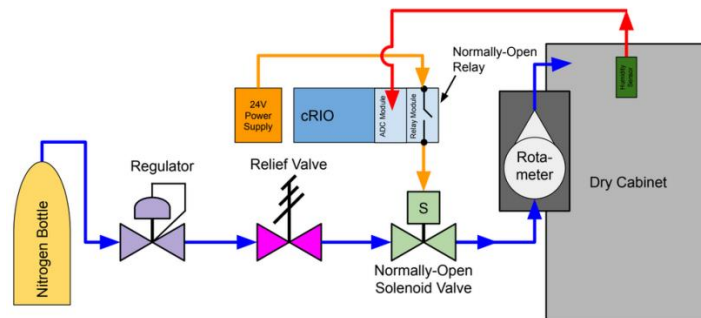 Normally-Open
Relay
24V
Power
Supply
cRIO
ADC Module
Relay Module
Humidity
Sensor
Regulator
Relief Valve
Rota-
meter
Dry Cabinet
S
Nitrogen Bottle
Normally-Open
Solenoid Valve